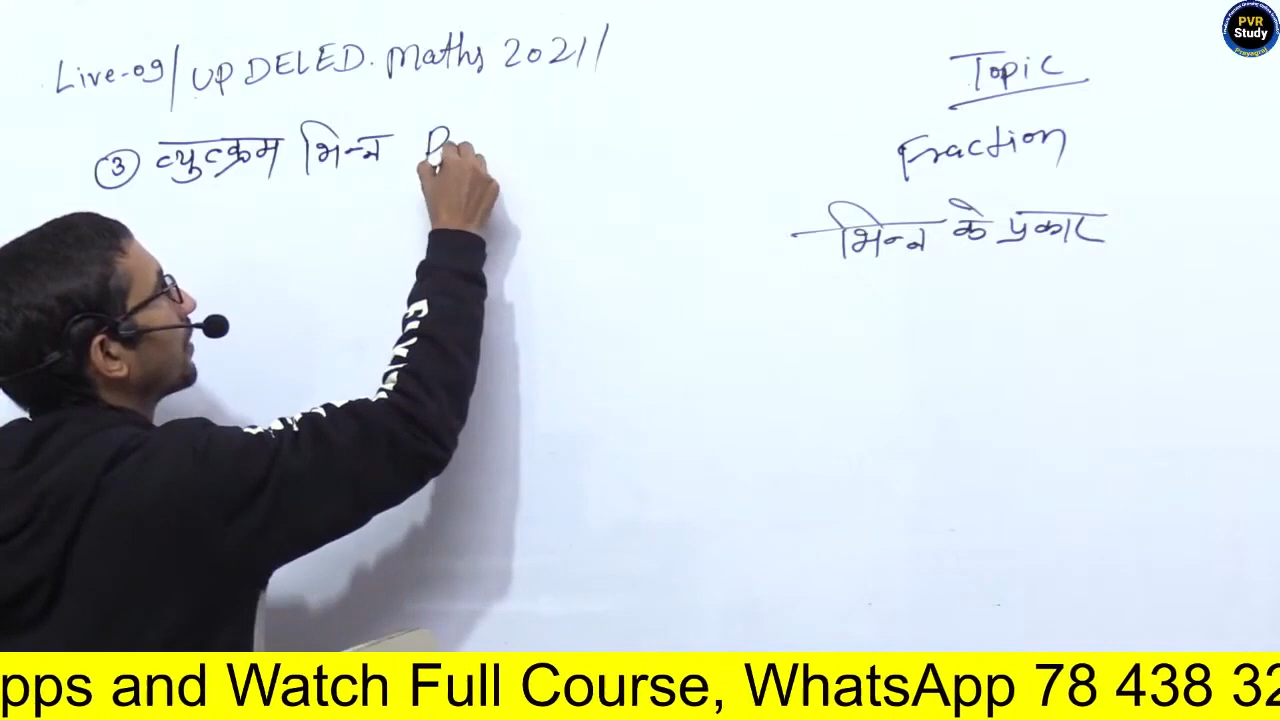 Live-09/ UP DELED. Maths 2021/
③ व्युत्क्रम भिन्न
Topic
Fraction
भिन्न के प्रकार
PVR
Study
Prayagraj
pps and Watch Full Course, WhatsApp 78 438 32